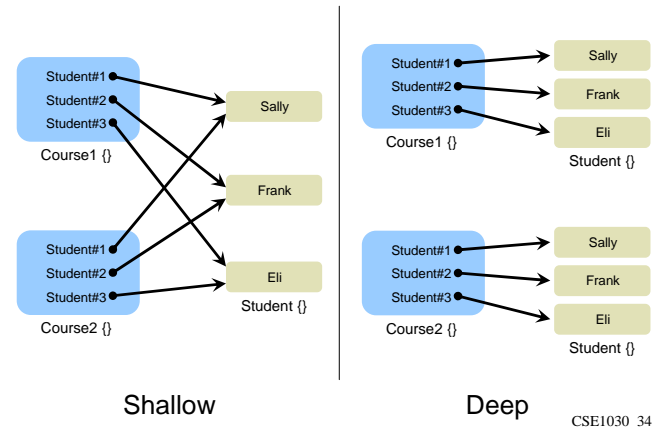 Student#1
Student#2
Student#3
Course1 {}
Sally
Frank
Eli
Student {}
Student#1
Student#2
Student#3
Course2 {}
Shallow
Student#1
Student#2
Student#3
Course1 {}
Sally
Frank
Eli
Student {}
Student#1
Student#2
Student#3
Course2 {}
Sally
Frank
Eli
Student {}
Deep
CSE1030 34